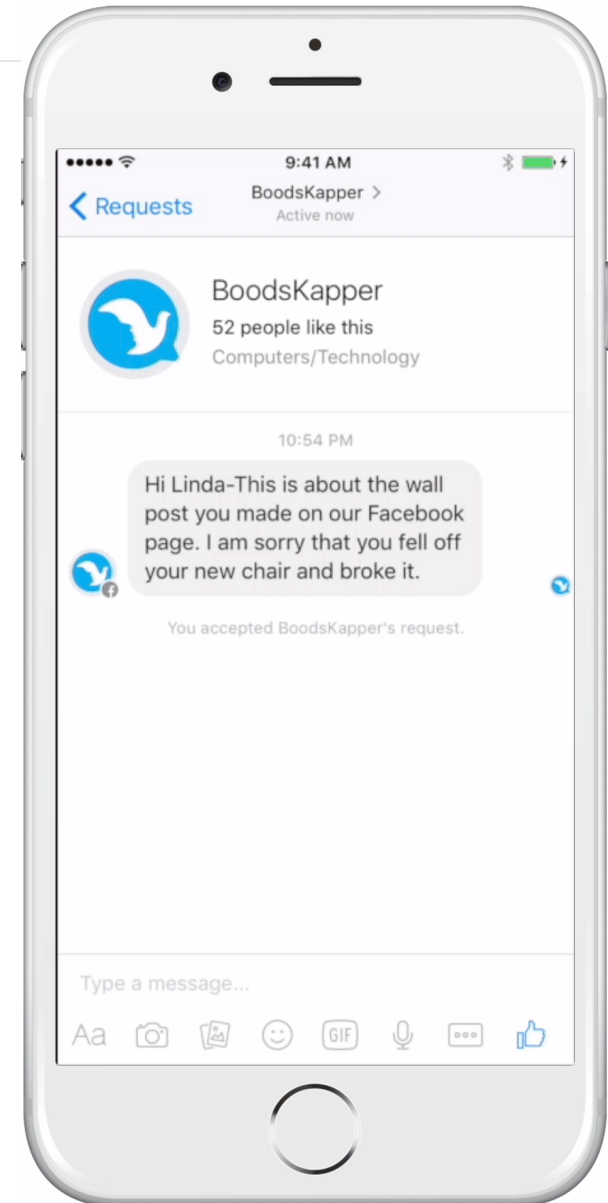 9:41 AM
Requests
BoodsKapper >
Active now
BoodsKapper
52 people like this
Computers/Technology
10:54 PM
Hi Linda-This is about the wall
post you made on our Facebook
page. I am sorry that you fell off
your new chair and broke it.
You accepted BoodsKapper's request.
Type a message...
Aa
GIF